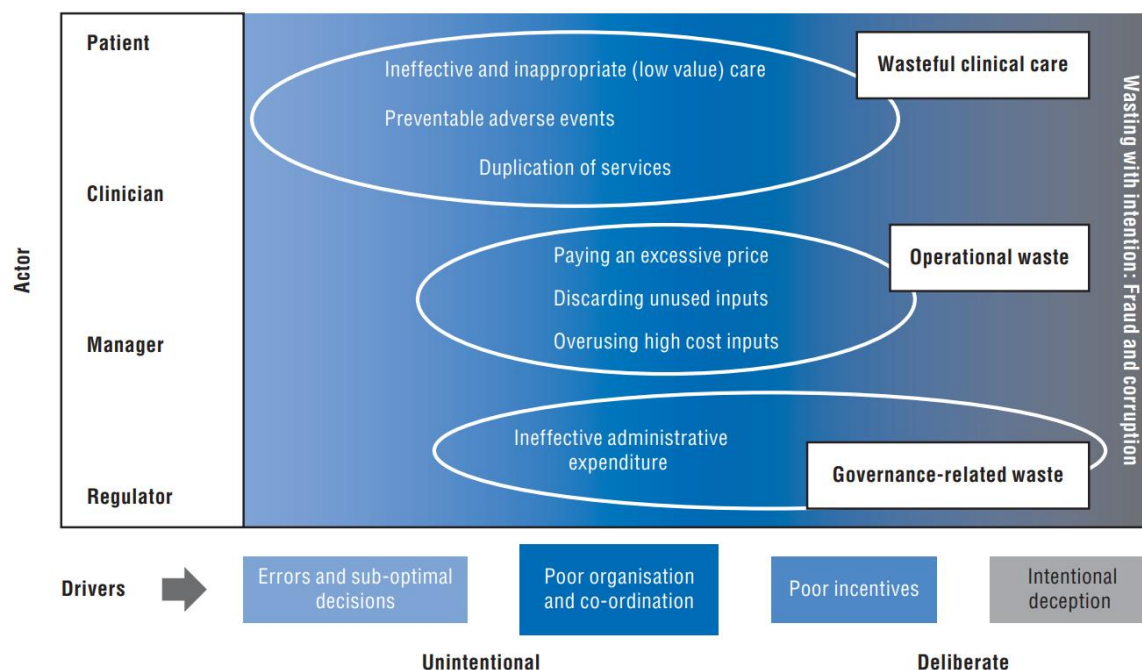 Patient
Ineffective and inappropriate (low value) care
Wasteful clinical care
Preventable adverse events
Duplication of services
Clinician
Actor
Paying an excessive price
Operational waste
Discarding unused inputs
Manager
Overusing high cost inputs
Ineffective administrative
expenditure
Governance-related waste
Regulator
Wasting with intention: Fraud and corruption
Drivers
Errors and sub-optimal
decisions
Poor organisation
and co-ordination
Poor incentives
Intentional
deception
Unintentional
Deliberate